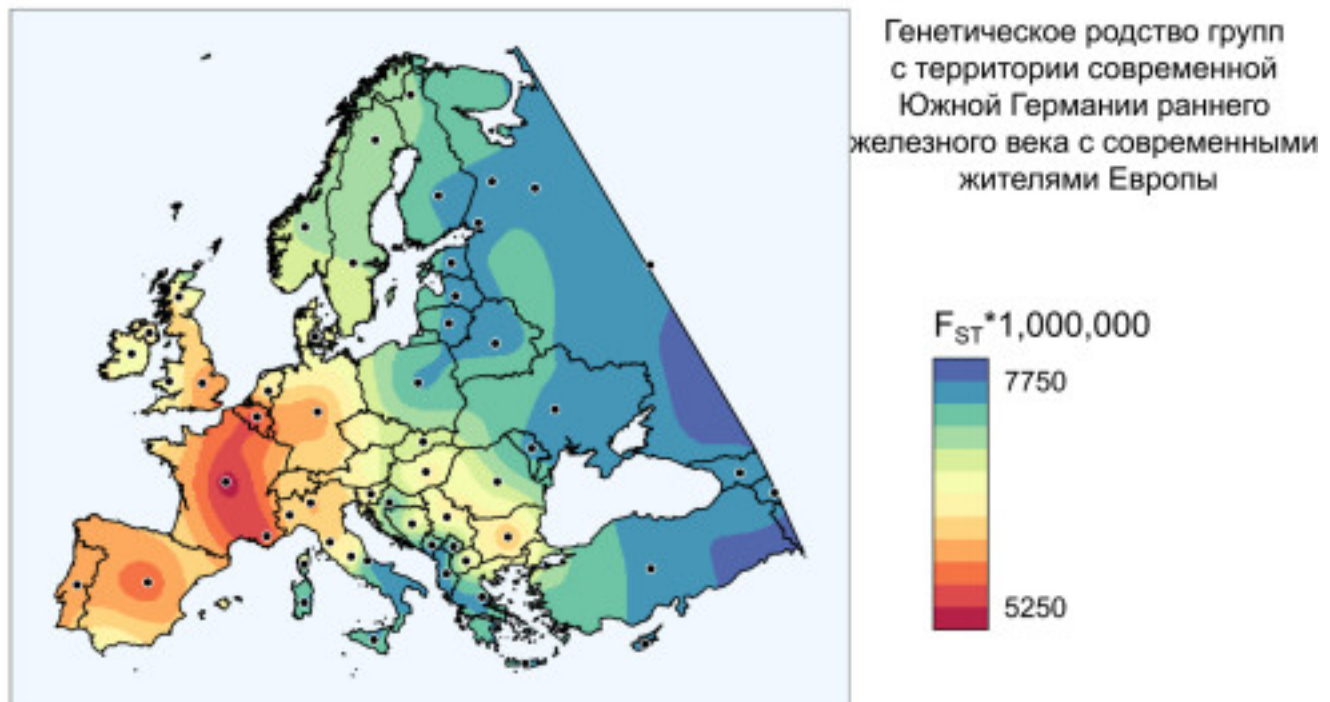 Генетическое родство групп
с территории современной
Южной Германии раннего
железного века с современными
жителями Европы
FST*1,000,000
7750
5250